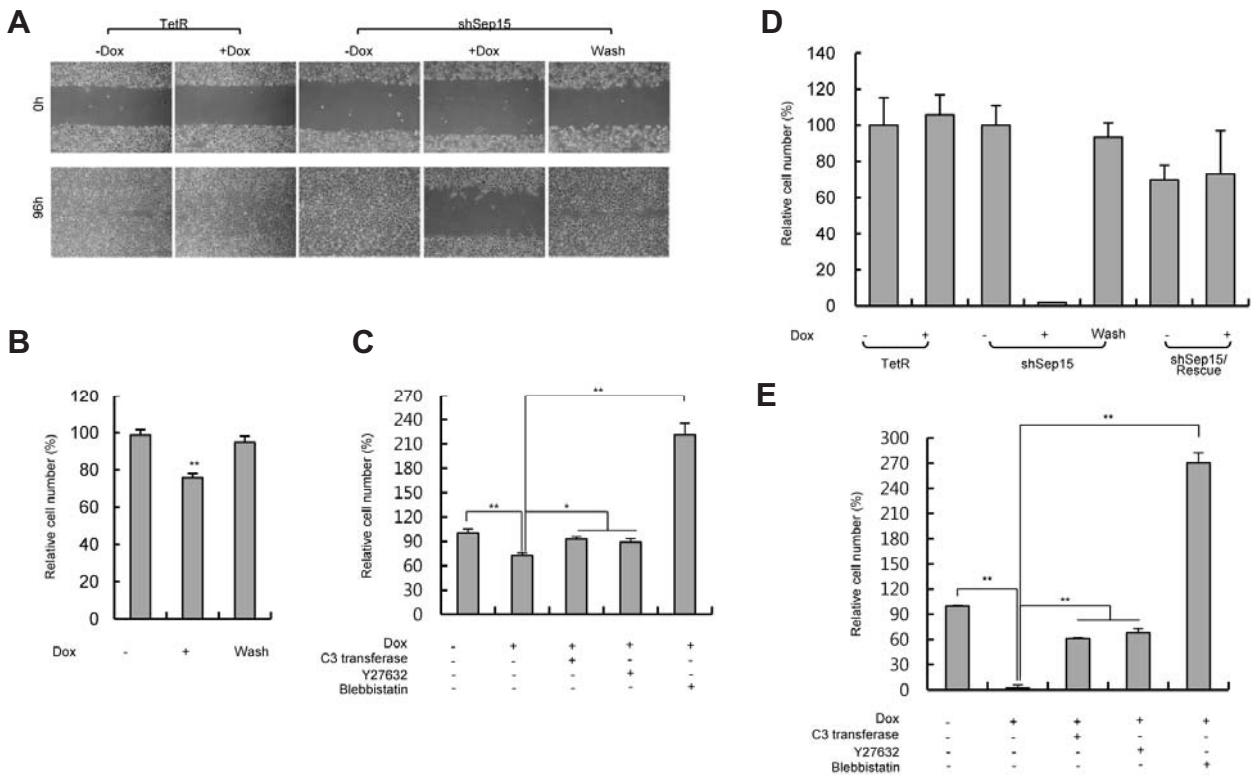 A
TetR
shSep15
-Dox
+Dox
-Dox
+Dox
Wash
0h
96h
B
Relative cell number (%)
120
100
80
60
40
20
0
**
Dox
-
+
Wash
C
Relative cell number (%)
270
240
210
180
150
120
90
60
30
0
**
**
*
Dox - + + + +
C3 transferase - - + - -
Y27632 - - - + -
Blebbistatin - - - - +
D
Relative cell number (%)
140
120
100
80
60
40
20
0
Dox - + - + Wash - +
TetR
shSep15
shSep15/
Rescue
E
Relative cell number (%)
300
270
240
210
180
150
120
90
60
30
0
**
**
**
Dox - + + + +
C3 transferase - - + - -
Y27632 - - - + -
Blebbistatin - - - - +